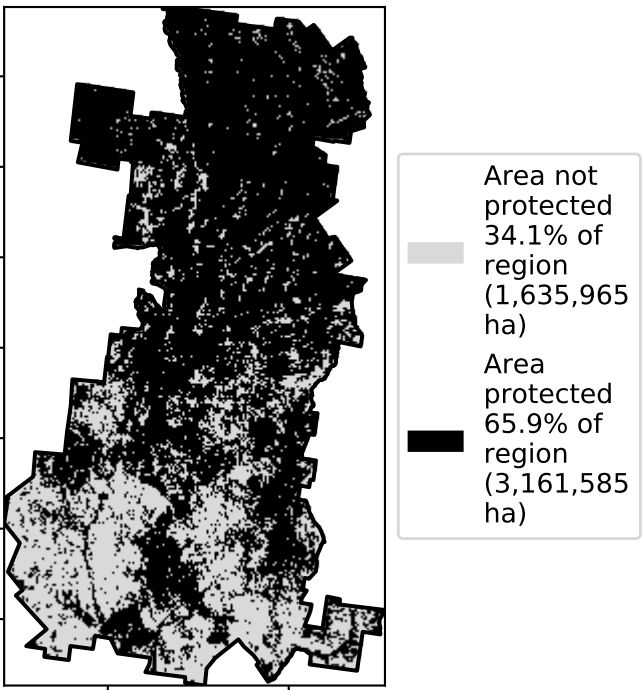 Area not
protected
34.1% of
region
(1,635,965
ha)
Area
protected
65.9% of
region
(3,161,585
ha)